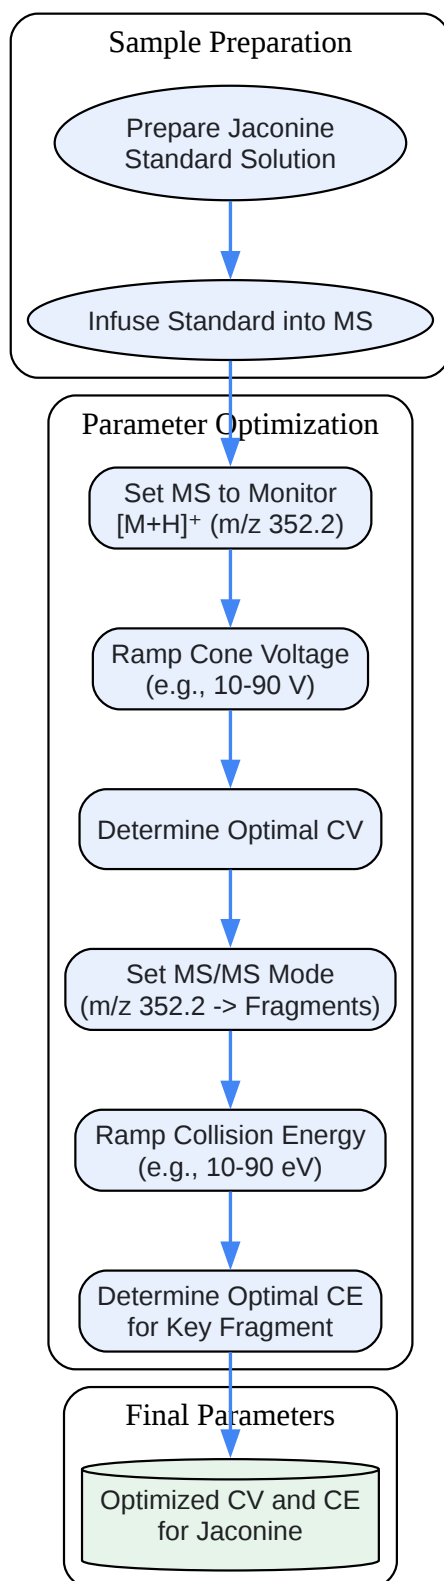 Sample Preparation
Prepare Jaconine
Standard Solution
Infuse Standard into MS
Parameter Optimization
Set MS to Monitor
[M+H]⁺ (m/z 352.2)
Ramp Cone Voltage
(e.g., 10-90 V)
Determine Optimal CV
Set MS/MS Mode
(m/z 352.2 -> Fragments)
Ramp Collision Energy
(e.g., 10-90 eV)
Determine Optimal CE
for Key Fragment
Final Parameters
Optimized CV and CE
for Jaconine